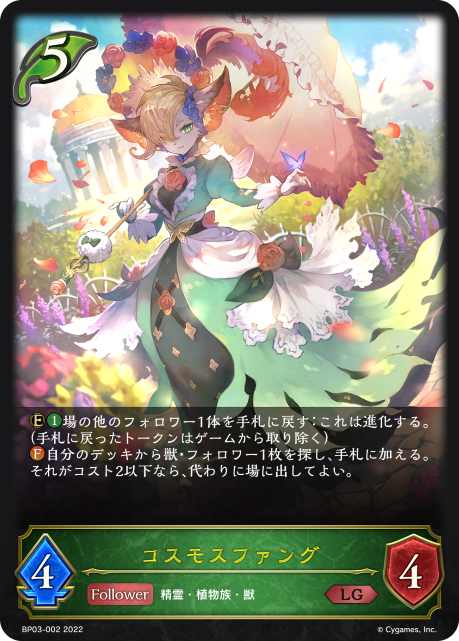 5
E 1 場の他のフォロワー1体を手札に戻す：これは進化する。
(手札に戻ったトークンはゲームから取り除く)
F 自分のデッキから獣・フォロワー1枚を探し、手札に加える。
それがコスト2以下なら、代わりに場に出してよい。
コスモスファング
4 Follower 精霊・植物族・獣 LG 4
BP03-002 2022 © Cygames, Inc.